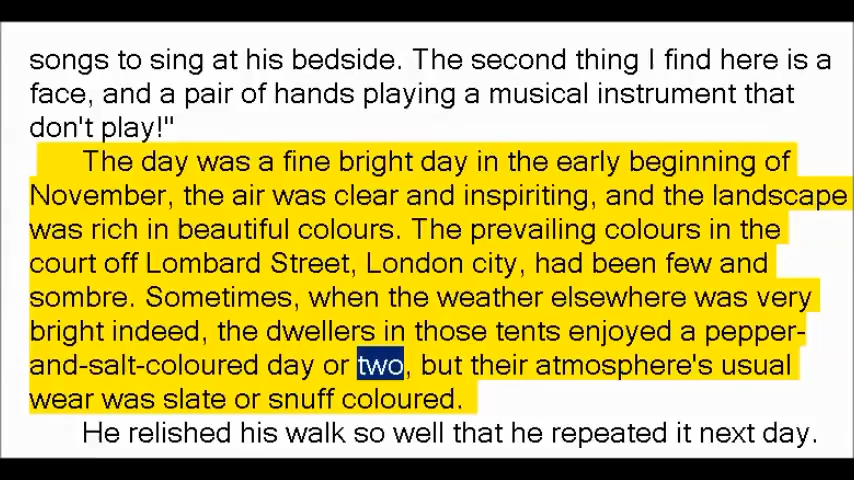 songs to sing at his bedside. The second thing I find here is a
face, and a pair of hands playing a musical instrument that
don't play!"
The day was a fine bright day in the early beginning of
November, the air was clear and inspiriting, and the landscape
was rich in beautiful colours. The prevailing colours in the
court off Lombard Street, London city, had been few and
sombre. Sometimes, when the weather elsewhere was very
bright indeed, the dwellers in those tents enjoyed a pepper-
and-salt-coloured day or two, but their atmosphere's usual
wear was slate or snuff coloured.
He relished his walk so well that he repeated it next day.